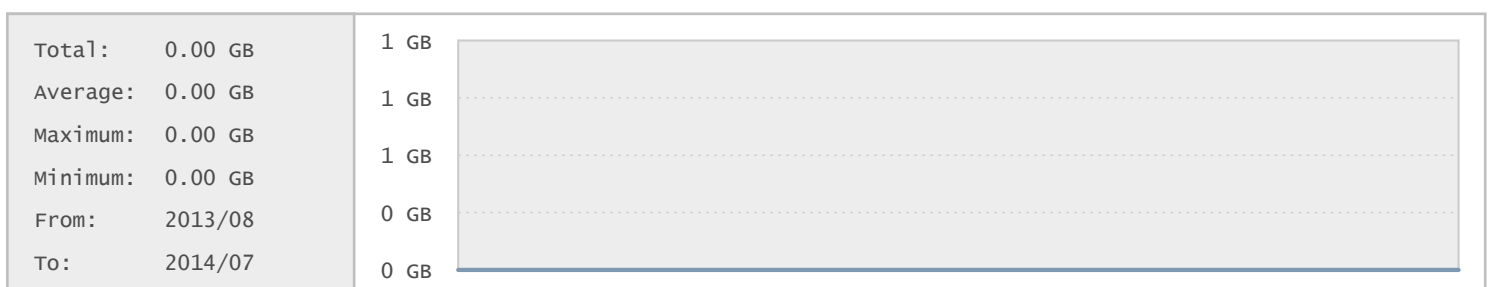 Total: 0.00 GB
Average: 0.00 GB
Maximum: 0.00 GB
Minimum: 0.00 GB
From: 2013/08
To: 2014/07
1 GB
1 GB
1 GB
0 GB
0 GB